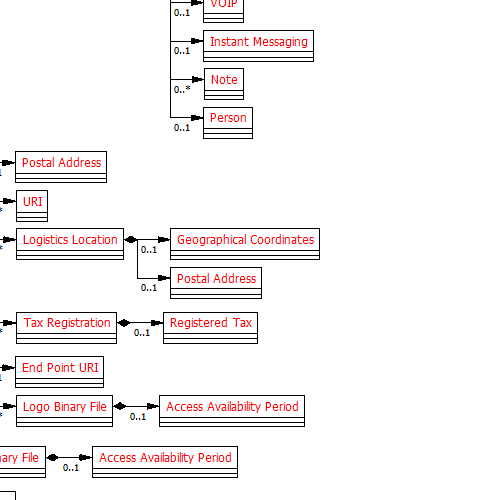 VOIP
0..1
Instant Messaging
0..1
Note
0..*
Person
0..1
Postal Address
URI
*
Logistics Location
*
Geographical Coordinates
0..1
Postal Address
0..1
Tax Registration
*
Registered Tax
0..1
End Point URI
Logo Binary File
*
Access Availability Period
0..1
ary File
Access Availability Period
0..1